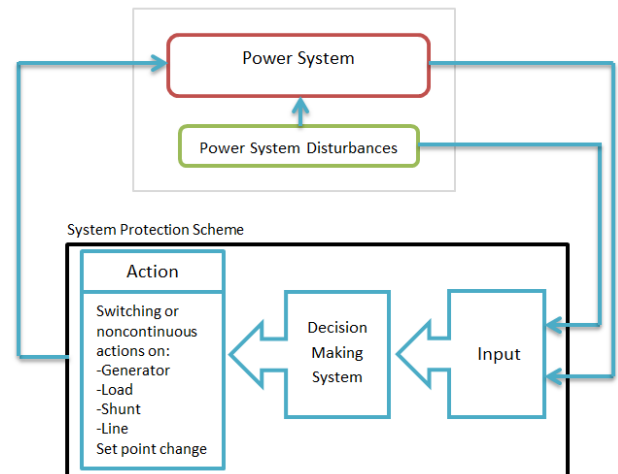 Power System
Power System Disturbances
System Protection Scheme
Action
Switching or
noncontinuous
actions on:
-Generator
-Load
-Shunt
-Line
Set point change
Decision
Making
System
Input